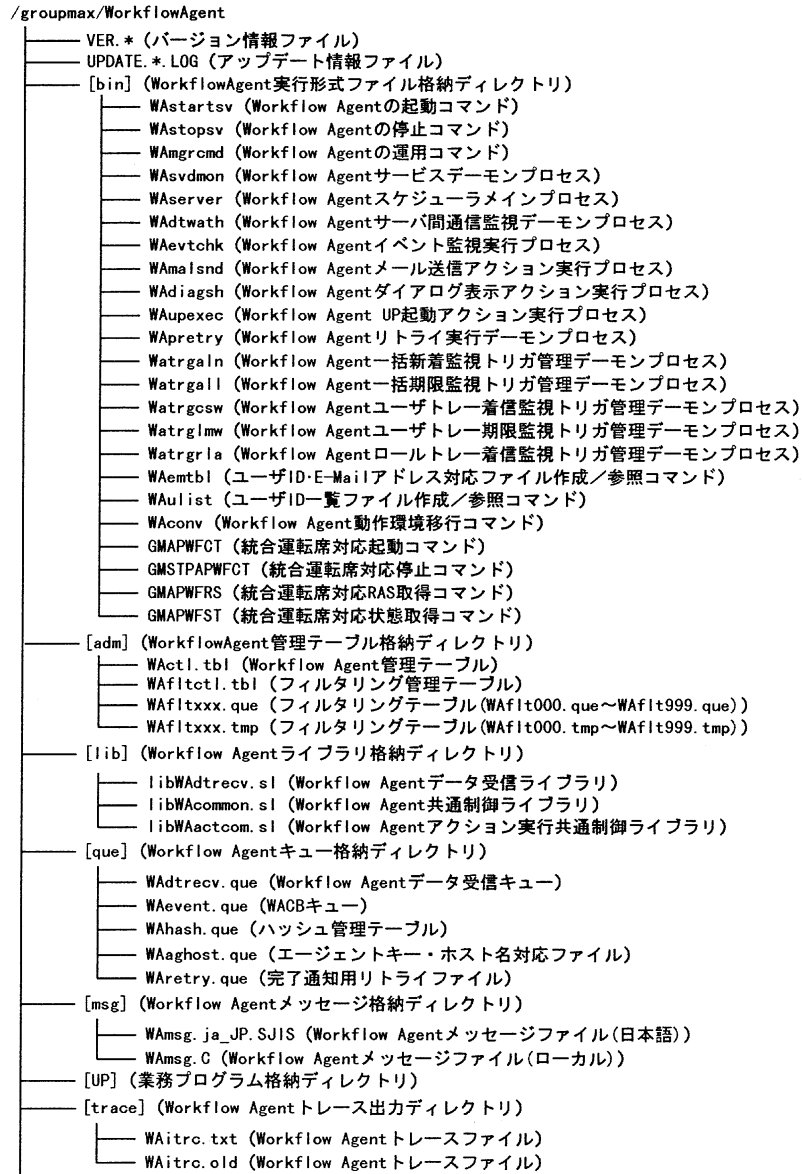 /groupmax/WorkflowAgent
VER.* (バージョン情報ファイル)
UPDATE.*.LOG (アップデート情報ファイル)
[bin] (WorkflowAgent実行形式ファイル格納ディレクトリ)
WAstartsv (Workflow Agentの起動コマンド)
WAstopsv (Workflow Agentの停止コマンド)
WAmgrcmd (Workflow Agentの運用コマンド)
WAsvdmon (Workflow Agentサービスデーモンプロセス)
WAserver (Workflow Agentスケジューラメインプロセス)
WAdtwath (Workflow Agentサーバ間通信監視デーモンプロセス)
WAevtchk (Workflow Agentイベント監視実行プロセス)
WAmalsnd (Workflow Agentメール送信アクション実行プロセス)
WAdiagsh (Workflow Agentダイアログ表示アクション実行プロセス)
WAupexec (Workflow Agent UP起動アクション実行プロセス)
WApretry (Workflow Agentリトライ実行デーモンプロセス)
Watrgaln (Workflow Agent一括新着監視トリガ管理デーモンプロセス)
Watrgall (Workflow Agent一括期限監視トリガ管理デーモンプロセス)
Watrgcsw (Workflow Agentユーザトレー着信監視トリガ管理デーモンプロセス)
Watrglmw (Workflow Agentユーザトレー期限監視トリガ管理デーモンプロセス)
Watrgrla (Workflow Agentロールトレー着信監視トリガ管理デーモンプロセス)
WAemtbl (ユーザID･E-Mailアドレス対応ファイル作成／参照コマンド)
WAulist (ユーザID一覧ファイル作成／参照コマンド)
WAconv (Workflow Agent動作環境移行コマンド)
GMAPWFCT (統合運転席対応起動コマンド)
GMSTPAPWFCT (統合運転席対応停止コマンド)
GMAPWFRS (統合運転席対応RAS取得コマンド)
GMAPWFST (統合運転席対応状態取得コマンド)
[adm] (WorkflowAgent管理テーブル格納ディレクトリ)
WActl.tbl (Workflow Agent管理テーブル)
WAfltctl.tbl (フィルタリング管理テーブル)
WAfltxxx.que (フィルタリングテーブル(WAflt000.que～WAflt999.que))
WAfltxxx.tmp (フィルタリングテーブル(WAflt000.tmp～WAflt999.tmp))
[lib] (Workflow Agentライブラリ格納ディレクトリ)
libWAdtrecv.sl (Workflow Agentデータ受信ライブラリ)
libWAcommon.sl (Workflow Agent共通制御ライブラリ)
libWAactcom.sl (Workflow Agentアクション実行共通制御ライブラリ)
[que] (Workflow Agentキュー格納ディレクトリ)
WAdtrecv.que (Workflow Agentデータ受信キュー)
WAevent.que (WACBキュー)
WAhash.que (ハッシュ管理テーブル)
WAaghost.que (エージェントキー・ホスト名対応ファイル)
WAretry.que (完了通知用リトライファイル)
[msg] (Workflow Agentメッセージ格納ディレクトリ)
WAmsg.ja_JP.SJIS (Workflow Agentメッセージファイル(日本語))
WAmsg.C (Workflow Agentメッセージファイル(ローカル))
[UP] (業務プログラム格納ディレクトリ)
[trace] (Workflow Agentトレース出力ディレクトリ)
WAitrc.txt (Workflow Agentトレースファイル)
WAitrc.old (Workflow Agentトレースファイル)